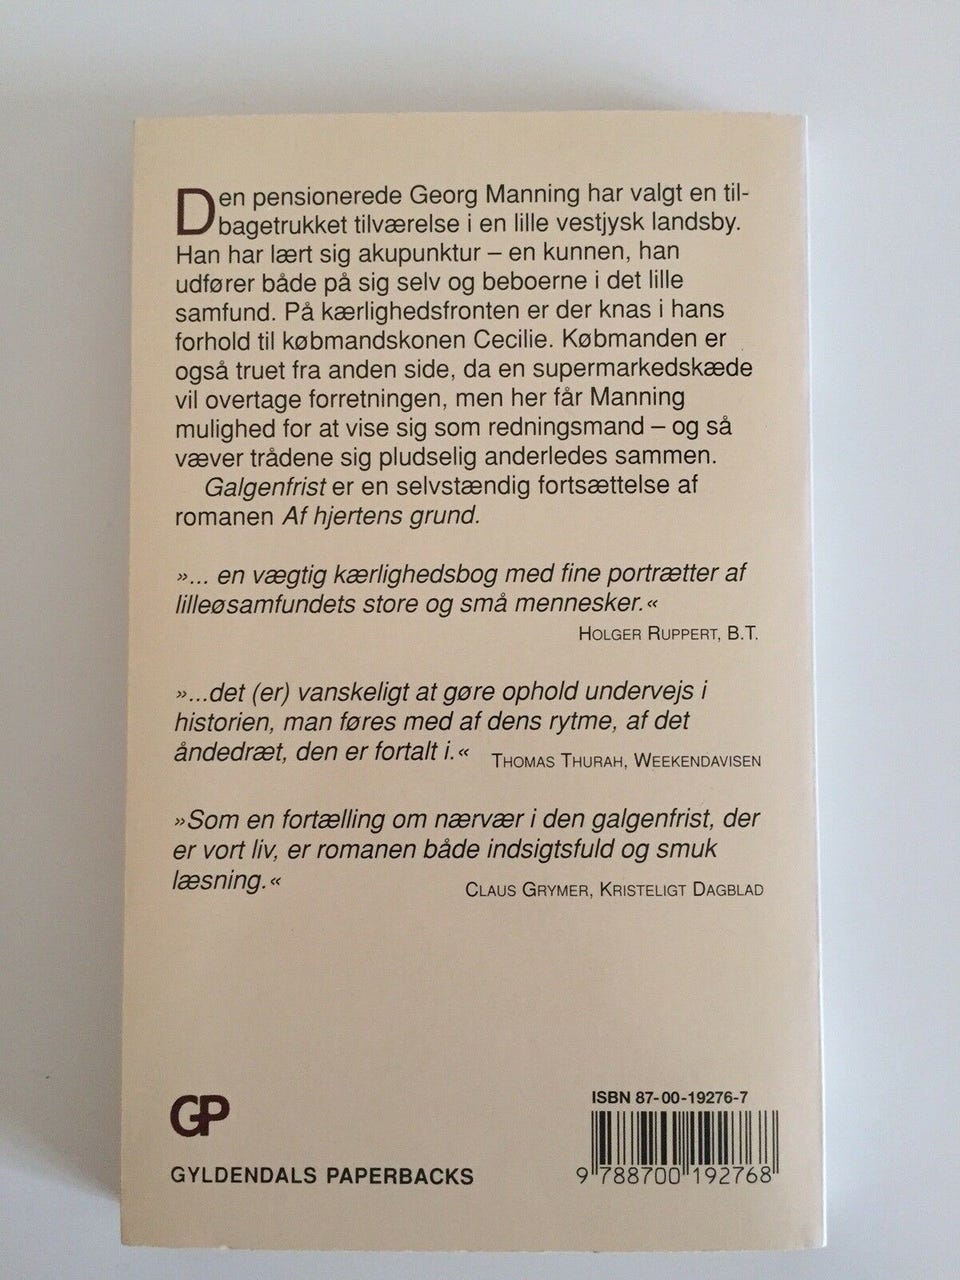 Den pensionerede Georg Manning har valgt en til-
bagetrukket tilværelse i en lille vestjysk landsby.
Han har lært sig akupunktur – en kunnen, han
udfører både på sig selv og beboerne i det lille
samfund. På kærlighedsfronten er der knas i hans
forhold til købmandskonen Cecilie. Købmanden er
også truet fra anden side, da en supermarkedskæde
vil overtage forretningen, men her får Manning
mulighed for at vise sig som redningsmand – og så
væver trådene sig pludselig anderledes sammen.
Galgenfrist er en selvstændig fortsættelse af
romanen Af hjertens grund.
»... en vægtig kærlighedsbog med fine portrætter af
lilleøsamfundets store og små mennesker.«
HOLGER RUPPERT, B.T.
»...det (er) vanskeligt at gøre ophold undervejs i
historien, man føres med af dens rytme, af det
åndedræt, den er fortalt i.« THOMAS THURAH, WEEKENDAVISEN
»Som en fortælling om nærvær i den galgenfrist, der
er vort liv, er romanen både indsigtsfuld og smuk
læsning.« CLAUS GRYMER, KRISTELIGT DAGBLAD
GP
GYLDENDALS PAPERBACKS
ISBN 87-00-19276-7
9 788700 192768